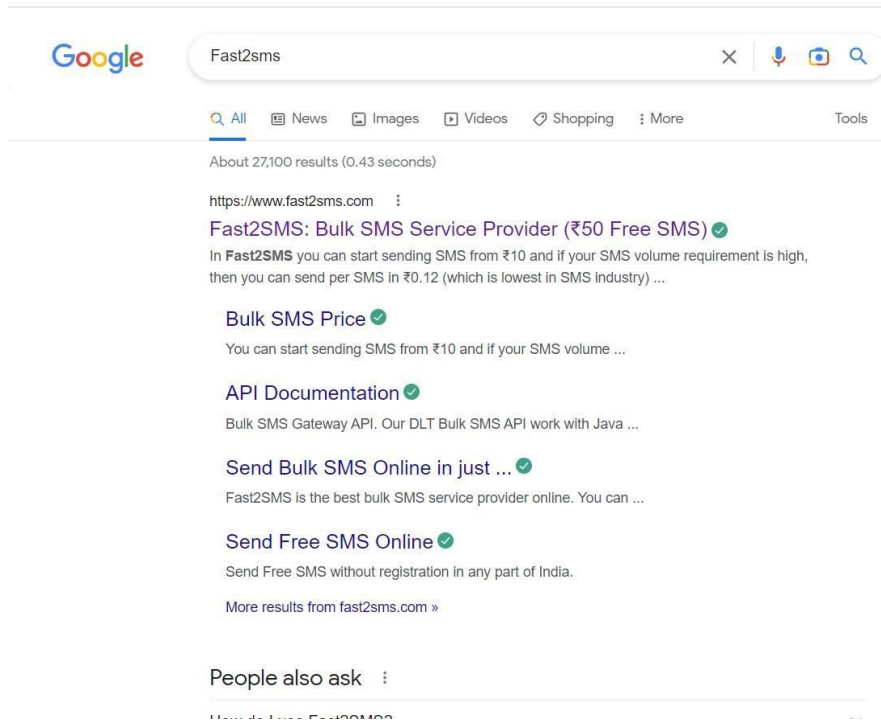 Google
Fast2sms
All News Images Videos Shopping More Tools
About 27,100 results (0.43 seconds)
https://www.fast2sms.com
Fast2SMS: Bulk SMS Service Provider (₹50 Free SMS)
In Fast2SMS you can start sending SMS from ₹10 and if your SMS volume requirement is high,
then you can send per SMS in ₹0.12 (which is lowest in SMS industry) ...
Bulk SMS Price
You can start sending SMS from ₹10 and if your SMS volume ...
API Documentation
Bulk SMS Gateway API. Our DLT Bulk SMS API work with Java ...
Send Bulk SMS Online in just ...
Fast2SMS is the best bulk SMS service provider online. You can ...
Send Free SMS Online
Send Free SMS without registration in any part of India.
More results from fast2sms.com »
People also ask
How do I use Fast2SMS?